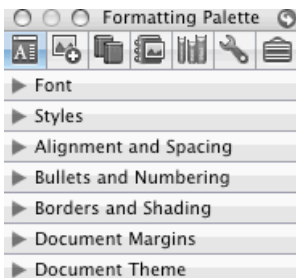 Formatting Palette
Font
Styles
Alignment and Spacing
Bullets and Numbering
Borders and Shading
Document Margins
Document Theme